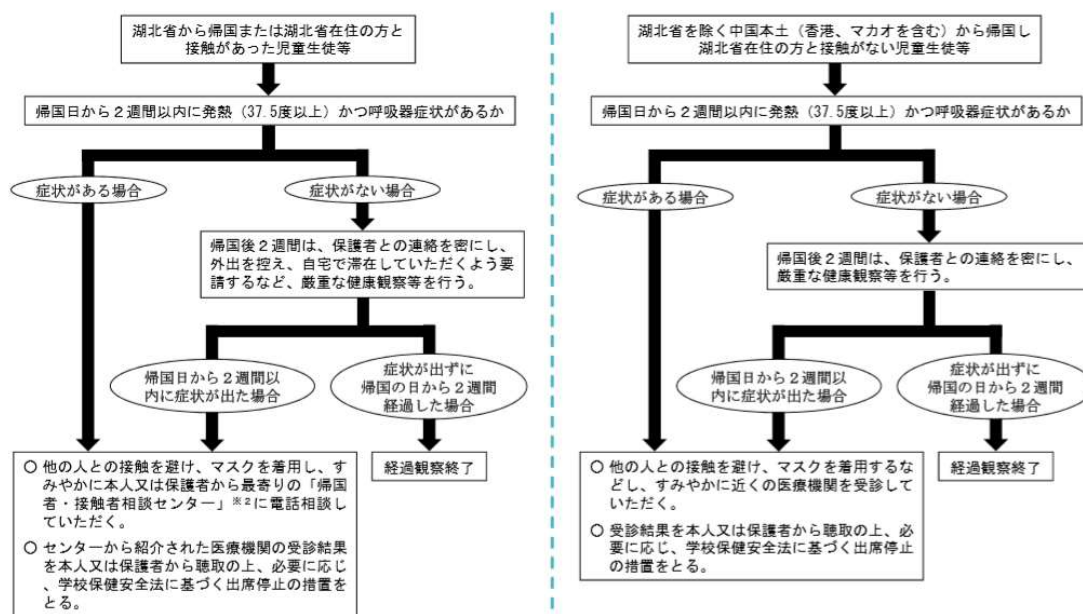 湖北省から帰国または湖北省在住の方と
接触があった児童生徒等
帰国日から2週間以内に発熱(37.5度以上)かつ呼吸器症状があるか
症状がある場合
症状がない場合
帰国後2週間は、保護者との連絡を密にし、
外出を控え、自宅で滞在していただくよう要
請するなど、厳重な健康観察等を行う。
帰国日から2週間以
内に症状が出た場合
症状が出ずに
帰国の日から2週間
経過した場合
○ 他の人との接触を避け、マスクを着用し、す
みやかに本人又は保護者から最寄りの「帰国
者・接触者相談センター」※2に電話相談
していただく。
○ センターから紹介された医療機関の受診結果
を本人又は保護者から聴取の上、必要に応じ
、学校保健安全法に基づく出席停止の措置を
とる。
経過観察終了
湖北省を除く中国本土(香港、マカオを含む)から帰国し
湖北省在住の方と接触がない児童生徒等
帰国日から2週間以内に発熱(37.5度以上)かつ呼吸器症状があるか
症状がある場合
症状がない場合
帰国後2週間は、保護者との連絡を密にし、
厳重な健康観察等を行う。
帰国日から2週間以
内に症状が出た場合
症状が出ずに
帰国の日から2週間
経過した場合
○ 他の人との接触を避け、マスクを着用するな
どし、すみやかに近くの医療機関を受診して
いただく。
○ 受診結果を本人又は保護者から聴取の上、必
要に応じ、学校保健安全法に基づく出席停止
の措置をとる。
経過観察終了